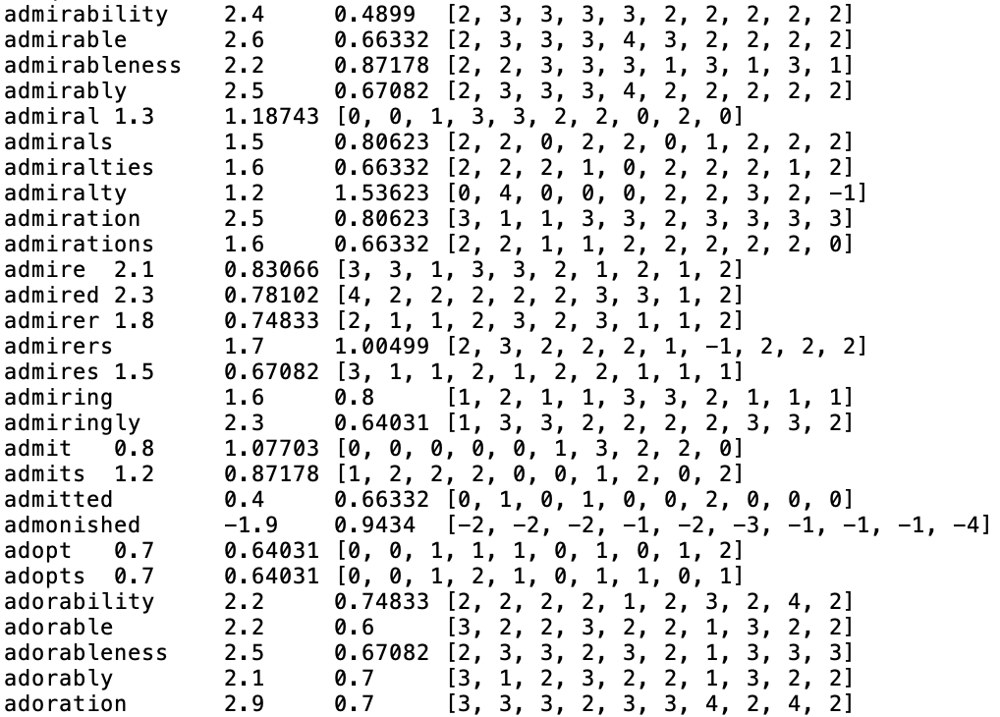 admirability	2.4	0.4899	[2, 3, 3, 3, 3, 2, 2, 2, 2, 2]
admirable	2.6	0.66332	[2, 3, 3, 3, 4, 3, 2, 2, 2, 2]
admirableness	2.2	0.87178	[2, 2, 3, 3, 3, 1, 3, 1, 3, 1]
admirably	2.5	0.67082	[2, 3, 3, 3, 4, 2, 2, 2, 2, 2]
admiral	1.3	1.18743	[0, 0, 1, 3, 3, 2, 2, 0, 2, 0]
admirals	1.5	0.80623	[2, 2, 0, 2, 2, 0, 1, 2, 2, 2]
admiralties	1.6	0.66332	[2, 2, 2, 1, 0, 2, 2, 2, 1, 2]
admiralty	1.2	1.53623	[0, 4, 0, 0, 0, 2, 2, 3, 2, -1]
admiration	2.5	0.80623	[3, 1, 1, 3, 3, 2, 3, 3, 3, 3]
admirations	1.6	0.66332	[2, 2, 1, 1, 2, 2, 2, 2, 2, 0]
admire	2.1	0.83066	[3, 3, 1, 3, 3, 2, 1, 2, 1, 2]
admired	2.3	0.78102	[4, 2, 2, 2, 2, 2, 3, 3, 1, 2]
admirer	1.8	0.74833	[2, 1, 1, 2, 3, 2, 3, 1, 1, 2]
admirers	1.7	1.00499	[2, 3, 2, 2, 2, 1, -1, 2, 2, 2]
admires	1.5	0.67082	[3, 1, 1, 2, 1, 2, 2, 1, 1, 1]
admiring	1.6	0.8	[1, 2, 1, 1, 3, 3, 2, 1, 1, 1]
admiringly	2.3	0.64031	[1, 3, 3, 2, 2, 2, 2, 3, 3, 2]
admit	0.8	1.07703	[0, 0, 0, 0, 0, 1, 3, 2, 2, 0]
admits	1.2	0.87178	[1, 2, 2, 2, 0, 0, 1, 2, 0, 2]
admitted	0.4	0.66332	[0, 1, 0, 1, 0, 0, 2, 0, 0, 0]
admonished	-1.9	0.9434	[-2, -2, -2, -1, -2, -3, -1, -1, -1, -4]
adopt	0.7	0.64031	[0, 0, 1, 1, 1, 0, 1, 0, 1, 2]
adopts	0.7	0.64031	[0, 0, 1, 2, 1, 0, 1, 1, 0, 1]
adorability	2.2	0.74833	[2, 2, 2, 2, 1, 2, 3, 2, 4, 2]
adorable	2.2	0.6	[3, 2, 2, 3, 2, 2, 1, 3, 2, 2]
adorableness	2.5	0.67082	[2, 3, 3, 2, 3, 2, 1, 3, 3, 3]
adorably	2.1	0.7	[3, 1, 2, 3, 2, 2, 1, 3, 2, 2]
adoration	2.9	0.7	[3, 3, 3, 2, 3, 3, 4, 2, 4, 2]